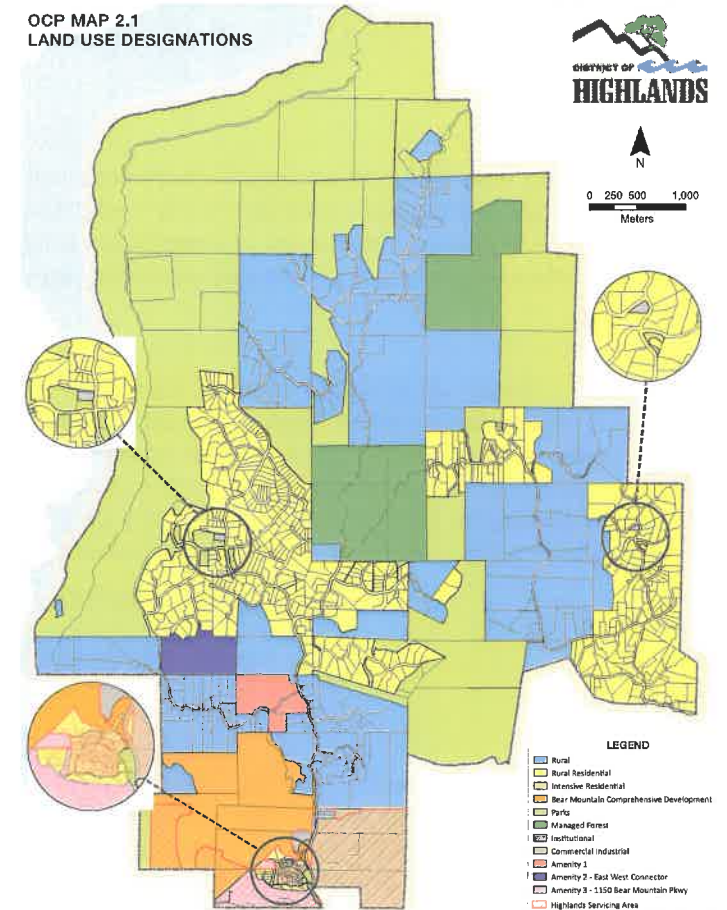 OCP MAP 2.1
LAND USE DESIGNATIONS
DISTRICT OF
HIGHLANDS
N
0 250 500 1,000
Meters
LEGEND
Rural
Rural Residential
Intensive Residential
Bear Mountain Comprehensive Development
Parks
Managed Forest
Institutional
Commercial Industrial
Amenity 1
Amenity 2 - East West Connector
Amenity 3 - 1150 Bear Mountain Pkwy
Highlands Servicing Area